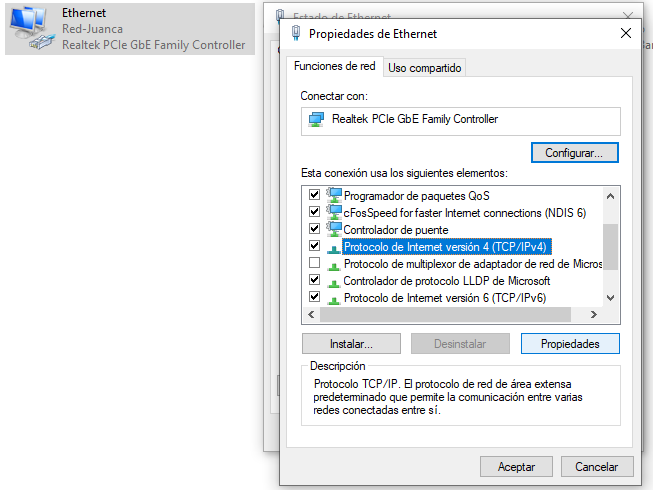 Ethernet
Red-Juanca
Realtek PCIe GbE Family Controller
Estado de Ethernet
Propiedades de Ethernet
Funciones de red
Uso compartido
Conectar con:
Realtek PCIe GbE Family Controller
Configurar...
Esta conexión usa los siguientes elementos:
Programador de paquetes QoS
cFosSpeed for faster Internet connections (NDIS 6)
Controlador de puente
Protocolo de Internet versión 4 (TCP/IPv4)
Protocolo de multiplexor de adaptador de red de Micros
Controlador de protocolo LLDP de Microsoft
Protocolo de Internet versión 6 (TCP/IPv6)
Instalar...
Desinstalar
Propiedades
Descripción
Protocolo TCP/IP. El protocolo de red de área extensa
predeterminado que permite la comunicación entre varias
redes conectadas entre sí.
Aceptar
Cancelar